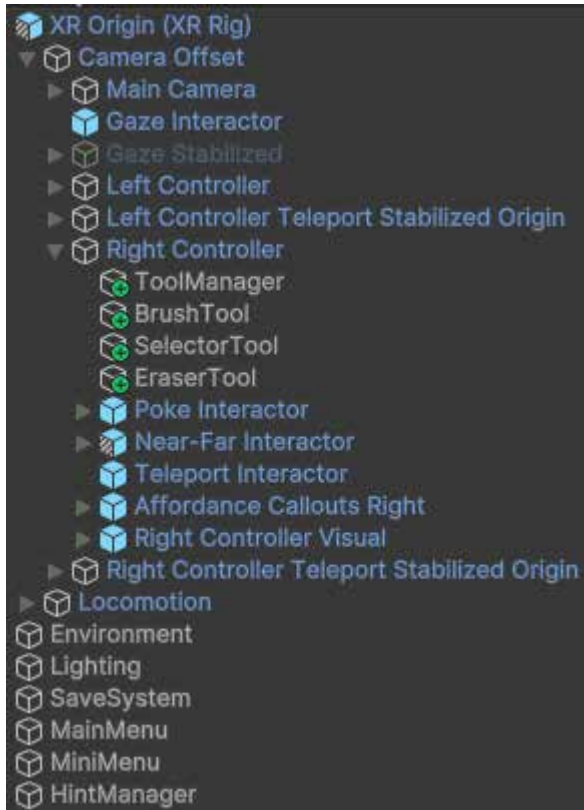 XR Origin (XR Rig)
Camera Offset
Main Camera
Gaze Interactor
Gaze Stabilized
Left Controller
Left Controller Teleport Stabilized Origin
Right Controller
ToolManager
BrushTool
SelectorTool
EraserTool
Poke Interactor
Near-Far Interactor
Teleport Interactor
Affordance Callouts Right
Right Controller Visual
Right Controller Teleport Stabilized Origin
Locomotion
Environment
Lighting
SaveSystem
MainMenu
MiniMenu
HintManager